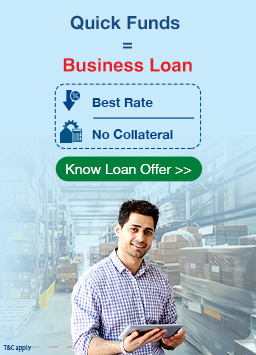 Quick Funds
=
Business Loan
Best Rate
No Collateral
Know Loan Offer >>
T&C apply